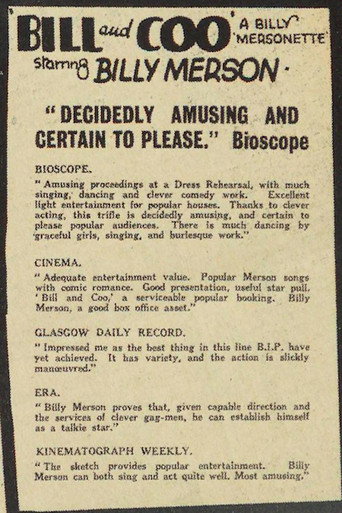 BILL and COO 'A BILLY
MERSONETTE'
Starring BILLY MERSON.
"DECIDEDLY AMUSING AND
CERTAIN TO PLEASE." Bioscope
BIOSCOPE.
"Amusing proceedings at a Dress Rehearsal, with much
singing, dancing and clever comedy work. Excellent
light entertainment for popular houses. Thanks to clever
acting, this trifle is decidedly amusing, and certain to
please popular audiences. There is much dancing by
graceful girls, singing, and burlesque work."
CINEMA.
"Adequate entertainment value. Popular Merson songs
with comic romance. Good presentation, useful star pull.
'Bill and Coo,' a serviceable popular booking. Billy
Merson, a good box office asset."
GLASGOW DAILY RECORD.
"Impressed me as the best thing in this line B.I.P. have
yet achieved. It has variety, and the action is slickly
manœuvred."
ERA.
"Billy Merson proves that, given capable direction and
the services of clever gag-men, he can establish himself
as a talkie star."
KINEMATOGRAPH WEEKLY.
"The sketch provides popular entertainment. Billy
Merson can both sing and act quite well. Most amusing."